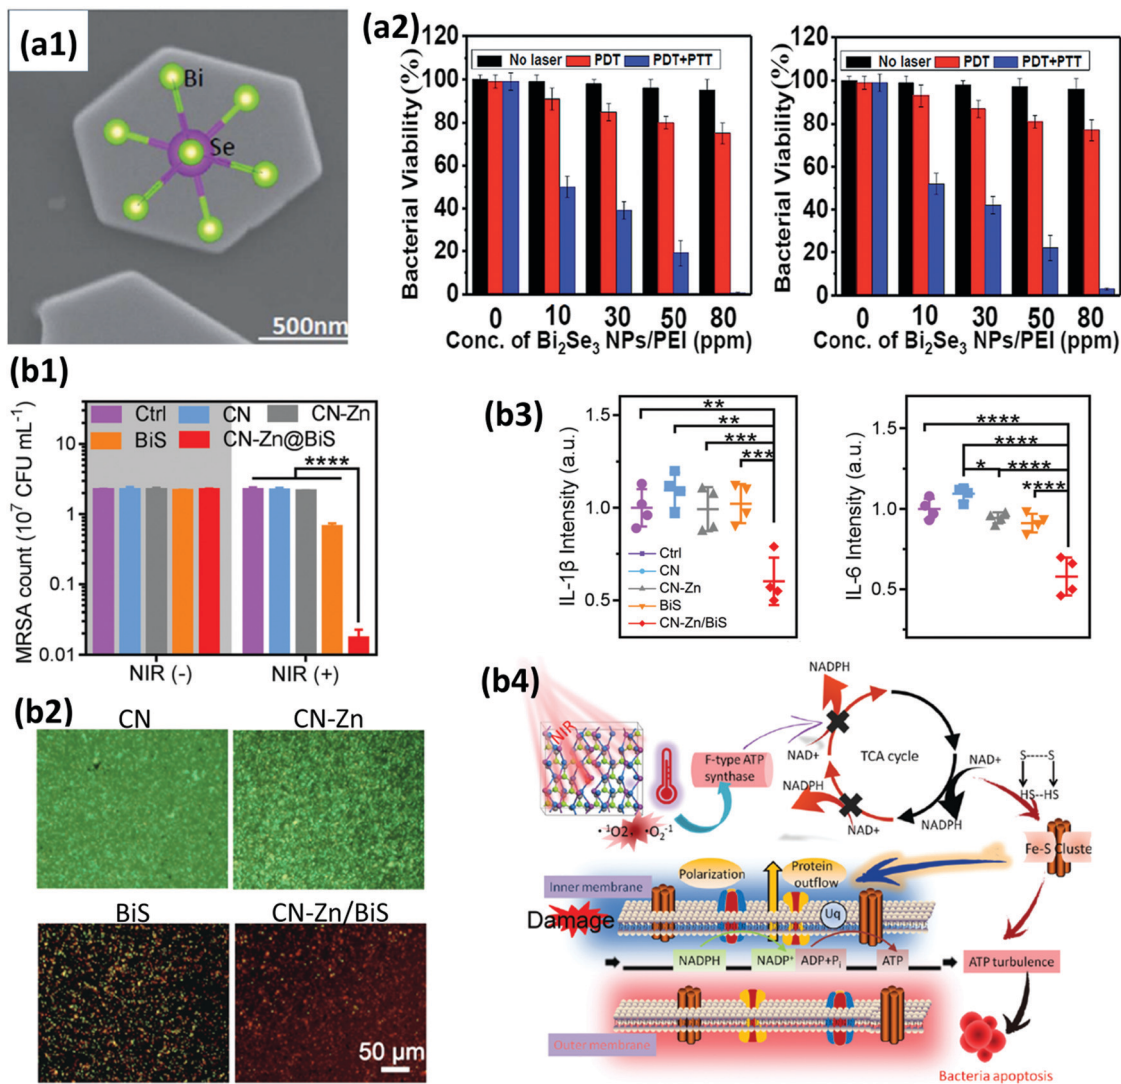 (a1)
Bi
Se
500nm
(a2)
120
100
80
60
40
20
0
Bacterial Viability(%)
No laser PDT PDT+PTT
0 10 30 50 80
Conc. of Bi₂Se₃ NPs/PEI (ppm)
120
100
80
60
40
20
0
Bacterial Viability(%)
No laser PDT PDT+PTT
0 10 30 50 80
Conc. of Bi₂Se₃ NPs/PEI (ppm)
(b1)
MRSA count (10⁷ CFU mL⁻¹)
10
1
0.1
0.01
Ctrl CN CN-Zn
BiS CN-Zn@BiS
****
NIR (-) NIR (+)
(b2)
CN CN-Zn
BiS CN-Zn/BiS
50 µm
(b3)
IL-1β Intensity (a.u.)
1.5
1.0
0.5
**
**
***
***
Ctrl
CN
CN-Zn
BiS
CN-Zn/BiS
IL-6 Intensity (a.u.)
1.5
1.0
0.5
****
****
* ****
****
(b4)
NIR
·¹O2, ·O₂⁻¹
F-type ATP
synthase
NADPH
NAD+
TCA cycle
NADPH
NAD+
NAD+
NADPH
S-----S
HS--HS
Fe-S Cluste
Inner membrane
Damage
Polarization
Protein
outflow
Uq
NADPH NADP⁺ ADP+Pᵢ ATP
ATP turbulence
Outer membrane
Bacteria apoptosis